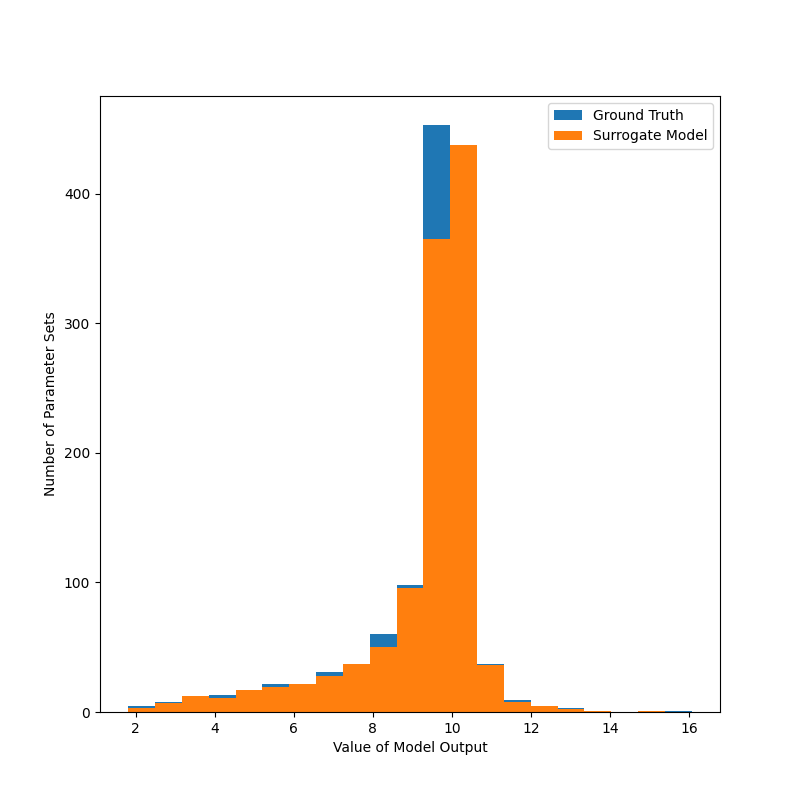 Ground Truth
Surrogate Model
400
300
200
100
0
Number of Parameter Sets
2 4 6 8 10 12 14 16
Value of Model Output